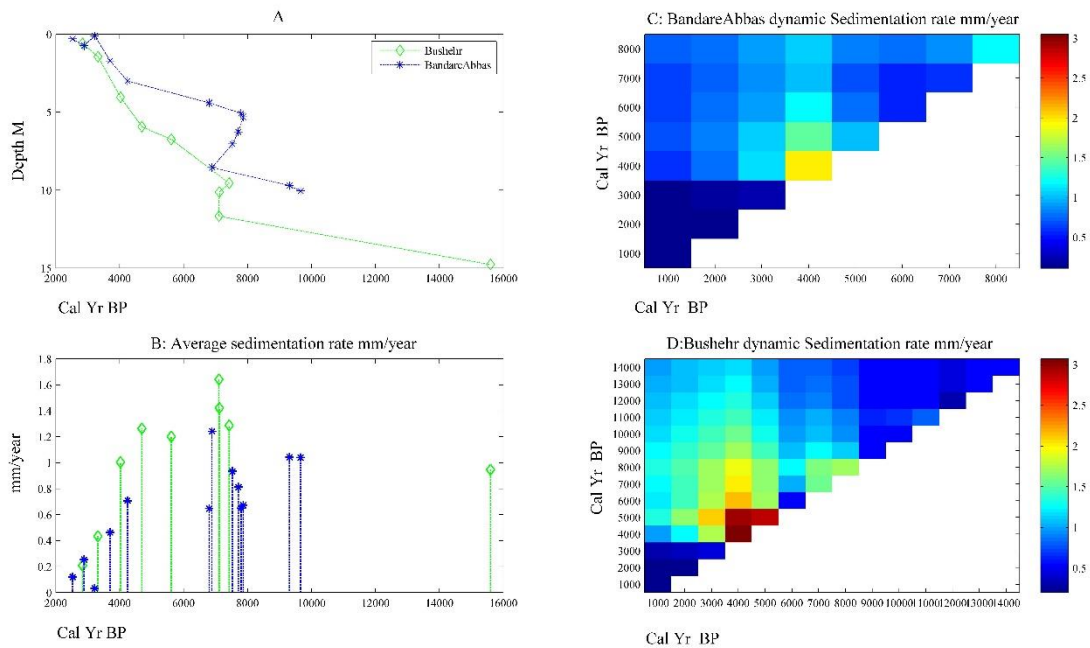 A
0
5
10
15
Depth M
2000 4000 6000 8000 10000 12000 14000 16000
Cal Yr BP
Bushehr
BandareAbbas
C: BandareAbbas dynamic Sedimentation rate mm/year
8000
7000
6000
5000
4000
3000
2000
1000
Cal Yr BP
1000 2000 3000 4000 5000 6000 7000 8000
Cal Yr BP
3
2.5
2
1.5
1
0.5
B: Average sedimentation rate mm/year
1.8
1.6
1.4
1.2
1
0.8
0.6
0.4
0.2
0
mm/year
2000 4000 6000 8000 10000 12000 14000 16000
Cal Yr BP
D:Bushehr dynamic Sedimentation rate mm/year
14000
13000
12000
11000
10000
9000
8000
7000
6000
5000
4000
3000
2000
1000
Cal Yr BP
1000 2000 3000 4000 5000 6000 7000 8000 9000 10000 11000 12000 13000 14000
Cal Yr BP
3
2.5
2
1.5
1
0.5